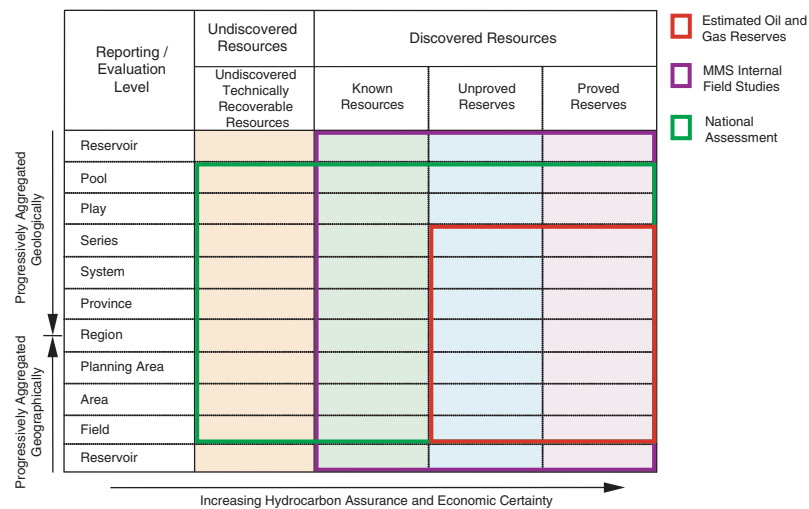 Reporting /
Evaluation
Level
Undiscovered
Resources
Discovered Resources
Undiscovered
Technically
Recoverable
Resources
Known
Resources
Unproved
Reserves
Proved
Reserves
Reservoir
Pool
Play
Series
System
Province
Region
Planning Area
Area
Field
Reservoir
Progressively Aggregated
Geologically
Progressively Aggregated
Geographically
Increasing Hydrocarbon Assurance and Economic Certainty
Estimated Oil and
Gas Reserves
MMS Internal
Field Studies
National
Assessment